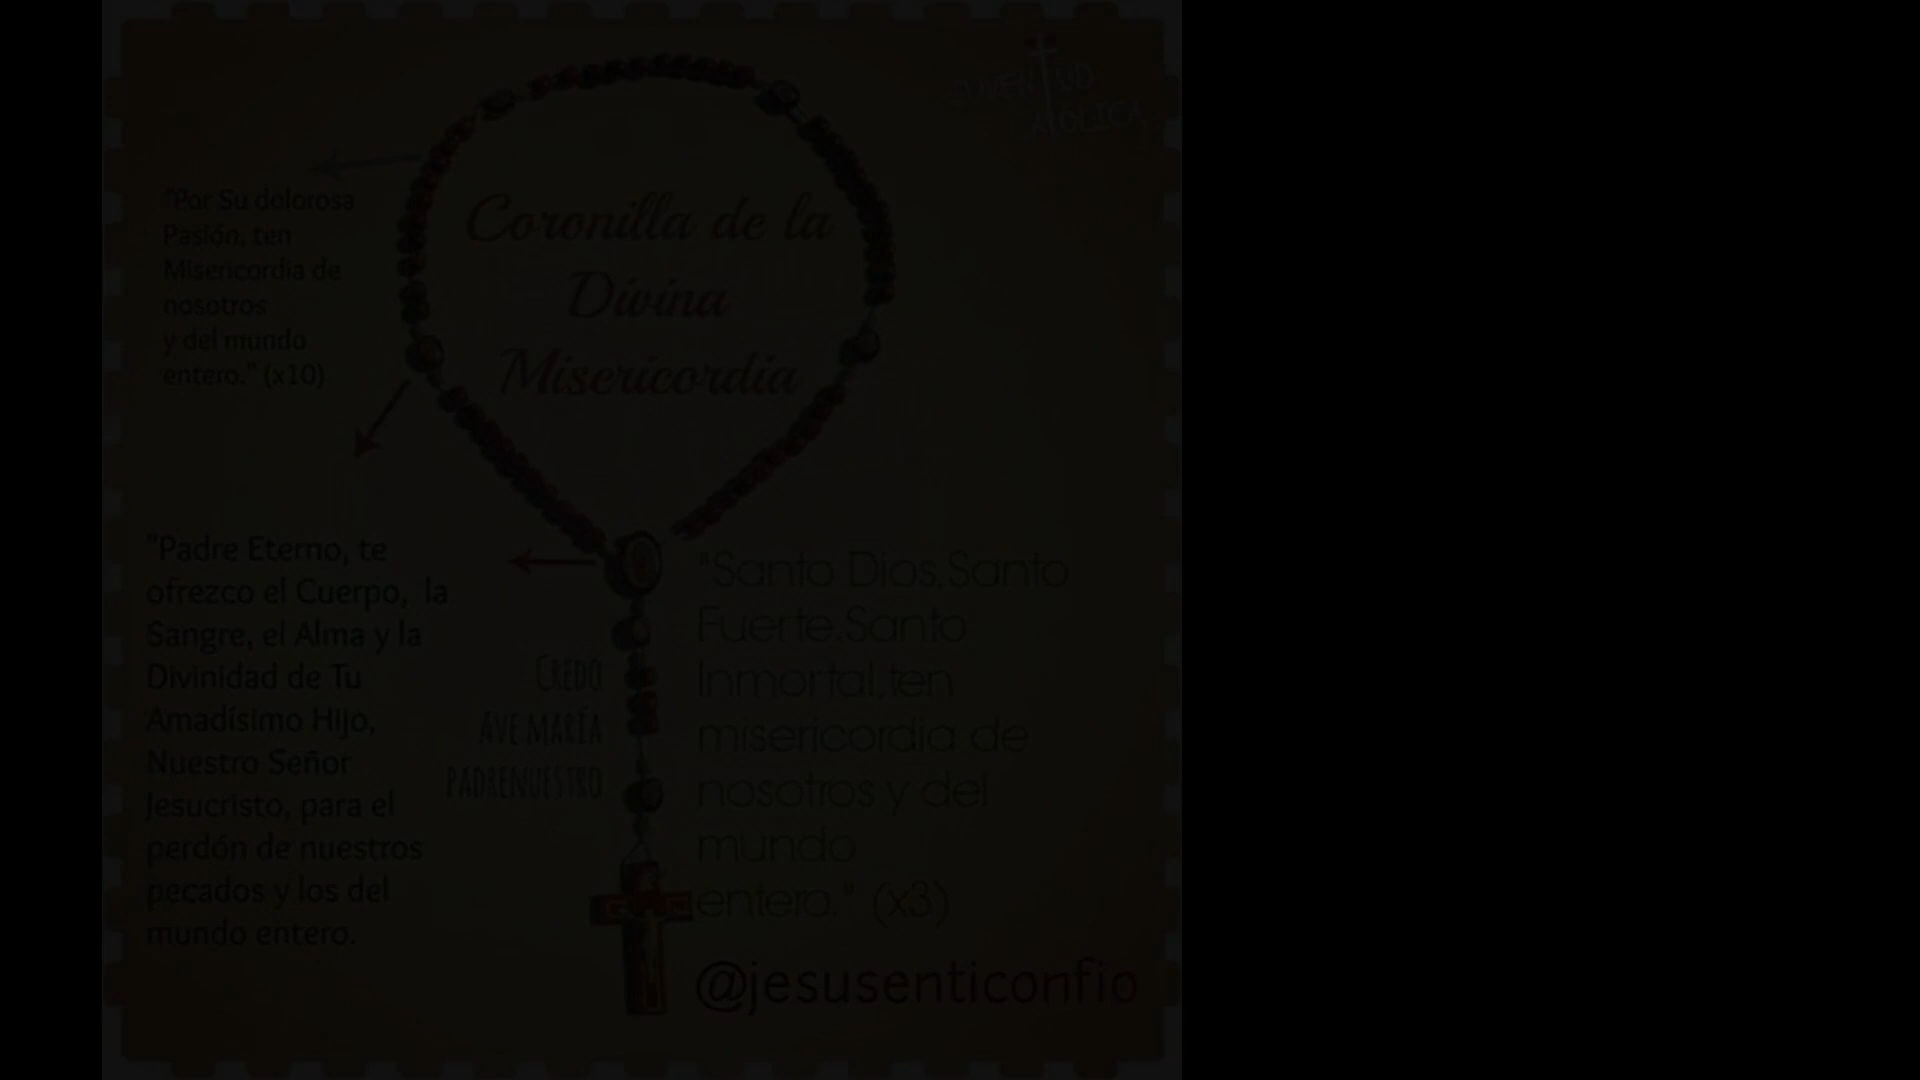 JUVENTUD
CATÓLICA
Coronilla de la
Divina
Misericordia
"Por Su dolorosa
Pasión, ten
Misericordia de
nosotros
y del mundo
entero." (x10)
"Padre Eterno, te
ofrezco el Cuerpo, la
Sangre, el Alma y la
Divinidad de Tu
Amadísimo Hijo,
Nuestro Señor
Jesucristo, para el
perdón de nuestros
pecados y los del
mundo entero.
CREDO
AVE MARÍA
PADRENUESTRO
"Santo Dios,Santo
Fuerte,Santo
Inmortal,ten
misericordia de
nosotros y del
mundo
entero." (x3)
@jesusenticonfio